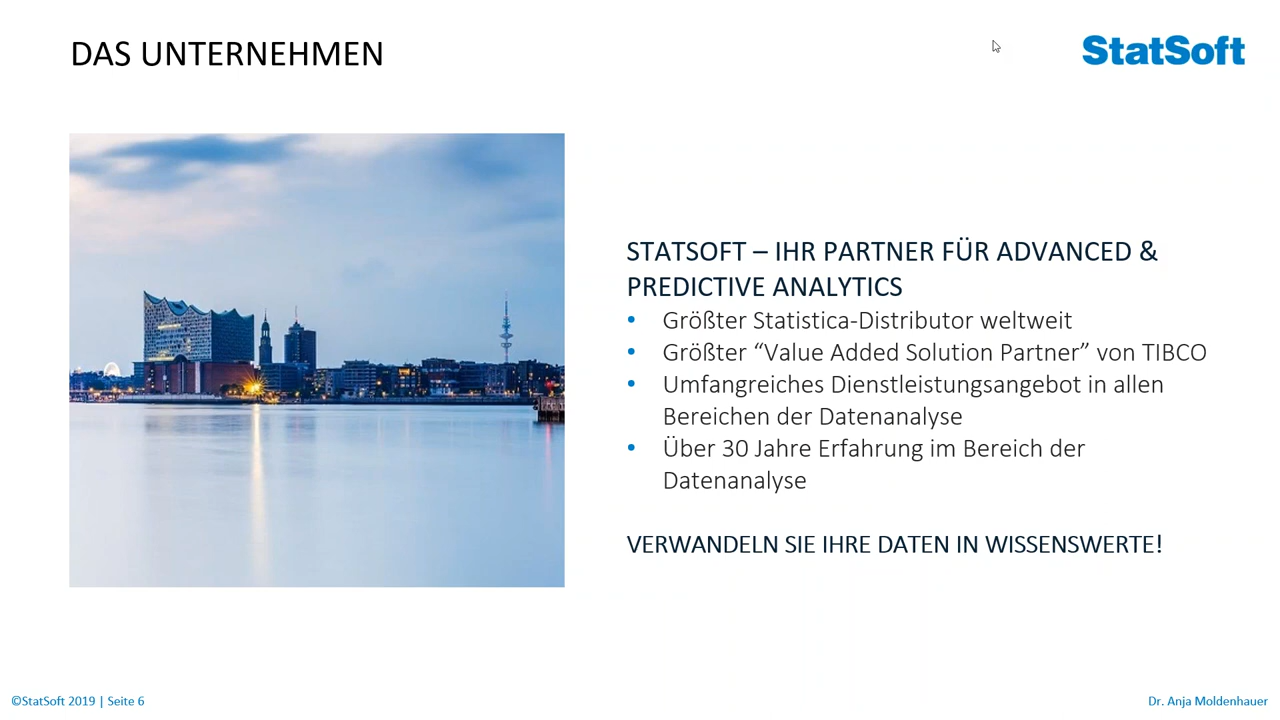 DAS UNTERNEHMEN
StatSoft
STATSOFT – IHR PARTNER FÜR ADVANCED &
PREDICTIVE ANALYTICS
• Größter Statistica-Distributor weltweit
• Größter “Value Added Solution Partner” von TIBCO
• Umfangreiches Dienstleistungsangebot in allen
Bereichen der Datenanalyse
• Über 30 Jahre Erfahrung im Bereich der
Datenanalyse
VERWANDELN SIE IHRE DATEN IN WISSENSWERTE!
©StatSoft 2019 | Seite 6
Dr. Anja Moldenhauer